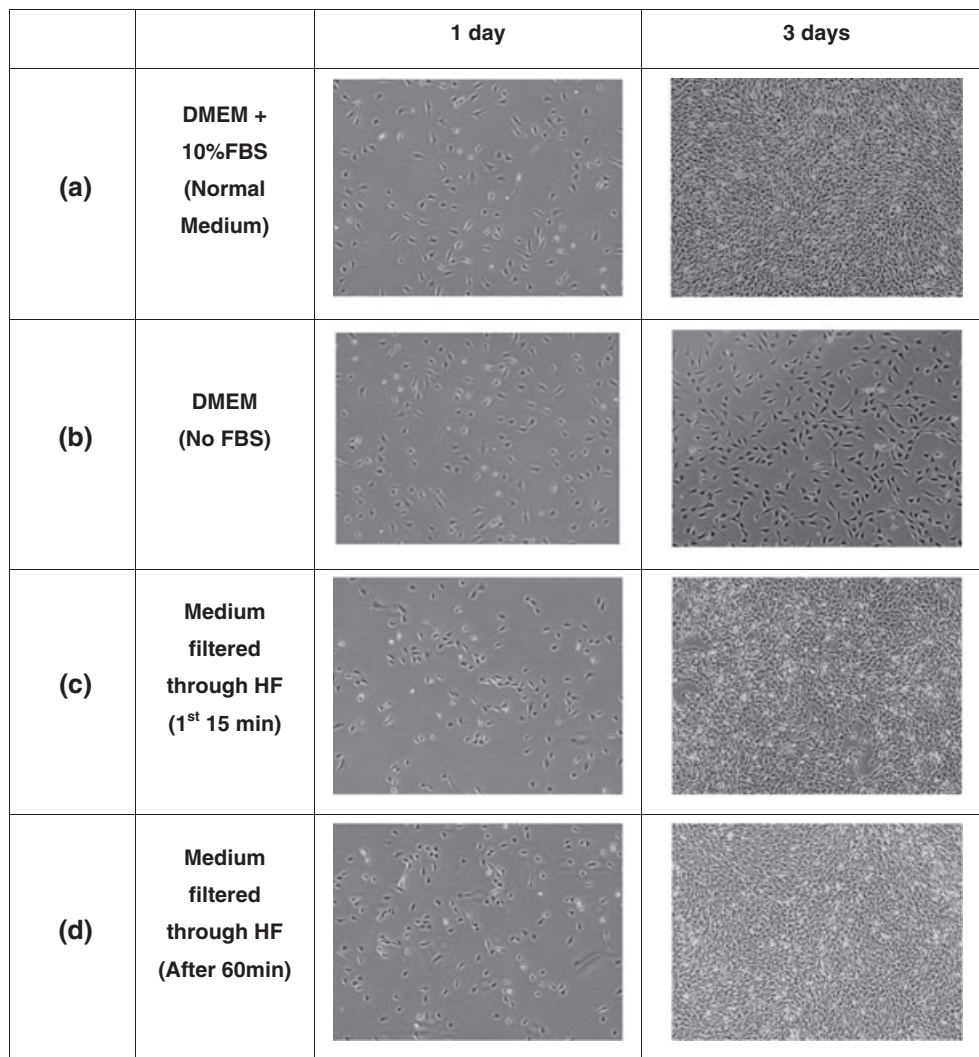 1 day
3 days
(a)
DMEM +
10%FBS
(Normal
Medium)
(b)
DMEM
(No FBS)
(c)
Medium
filtered
through HF
(1st 15 min)
(d)
Medium
filtered
through HF
(After 60min)